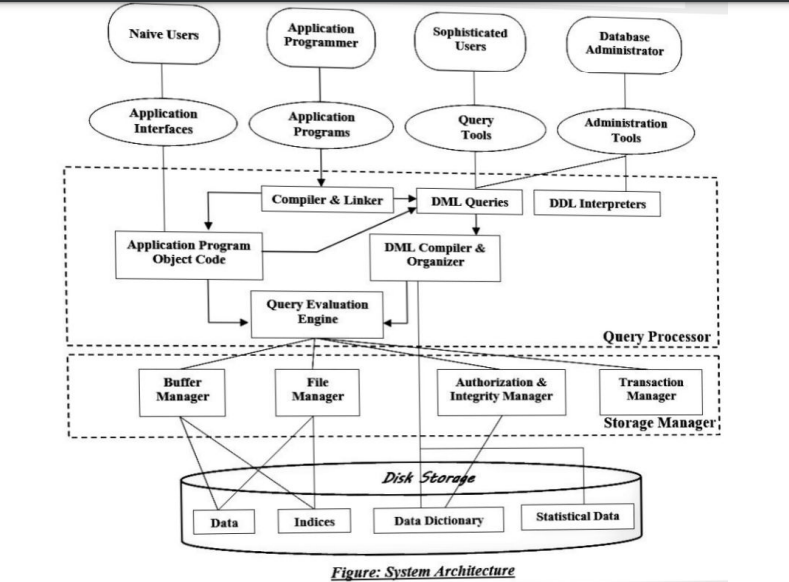 Naive Users
Application
Programmer
Sophisticated
Users
Database
Administrator
Application
Interfaces
Application
Programs
Query
Tools
Administration
Tools
Compiler & Linker
DML Queries
DDL Interpreters
Application Program
Object Code
DML Compiler &
Organizer
Query Evaluation
Engine
Query Processor
Buffer
Manager
File
Manager
Authorization &
Integrity Manager
Transaction
Manager
Storage Manager
Disk Storage
Data
Indices
Data Dictionary
Statistical Data
Figure: System Architecture